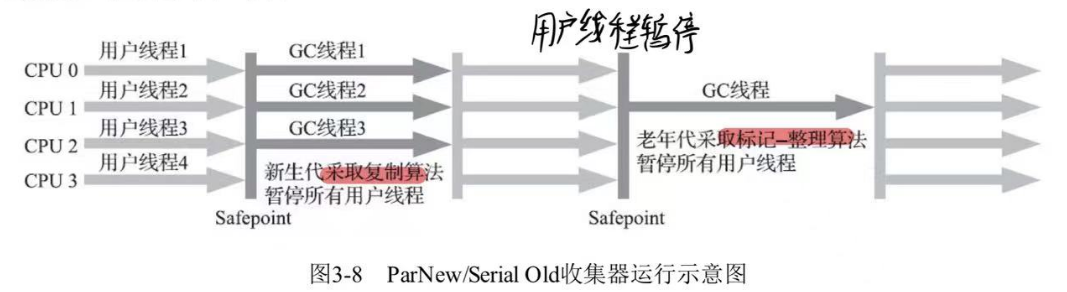 用户线程暂停
用户线程1
GC线程1
CPU 0
用户线程2
GC线程2
GC线程
CPU 1
用户线程3
GC线程3
CPU 2
老年代采取标记—整理算法
用户线程4
新生代采取复制算法
暂停所有用户线程
CPU 3
暂停所有用户线程
Safepoint
Safepoint
图3-8 ParNew/Serial Old收集器运行示意图